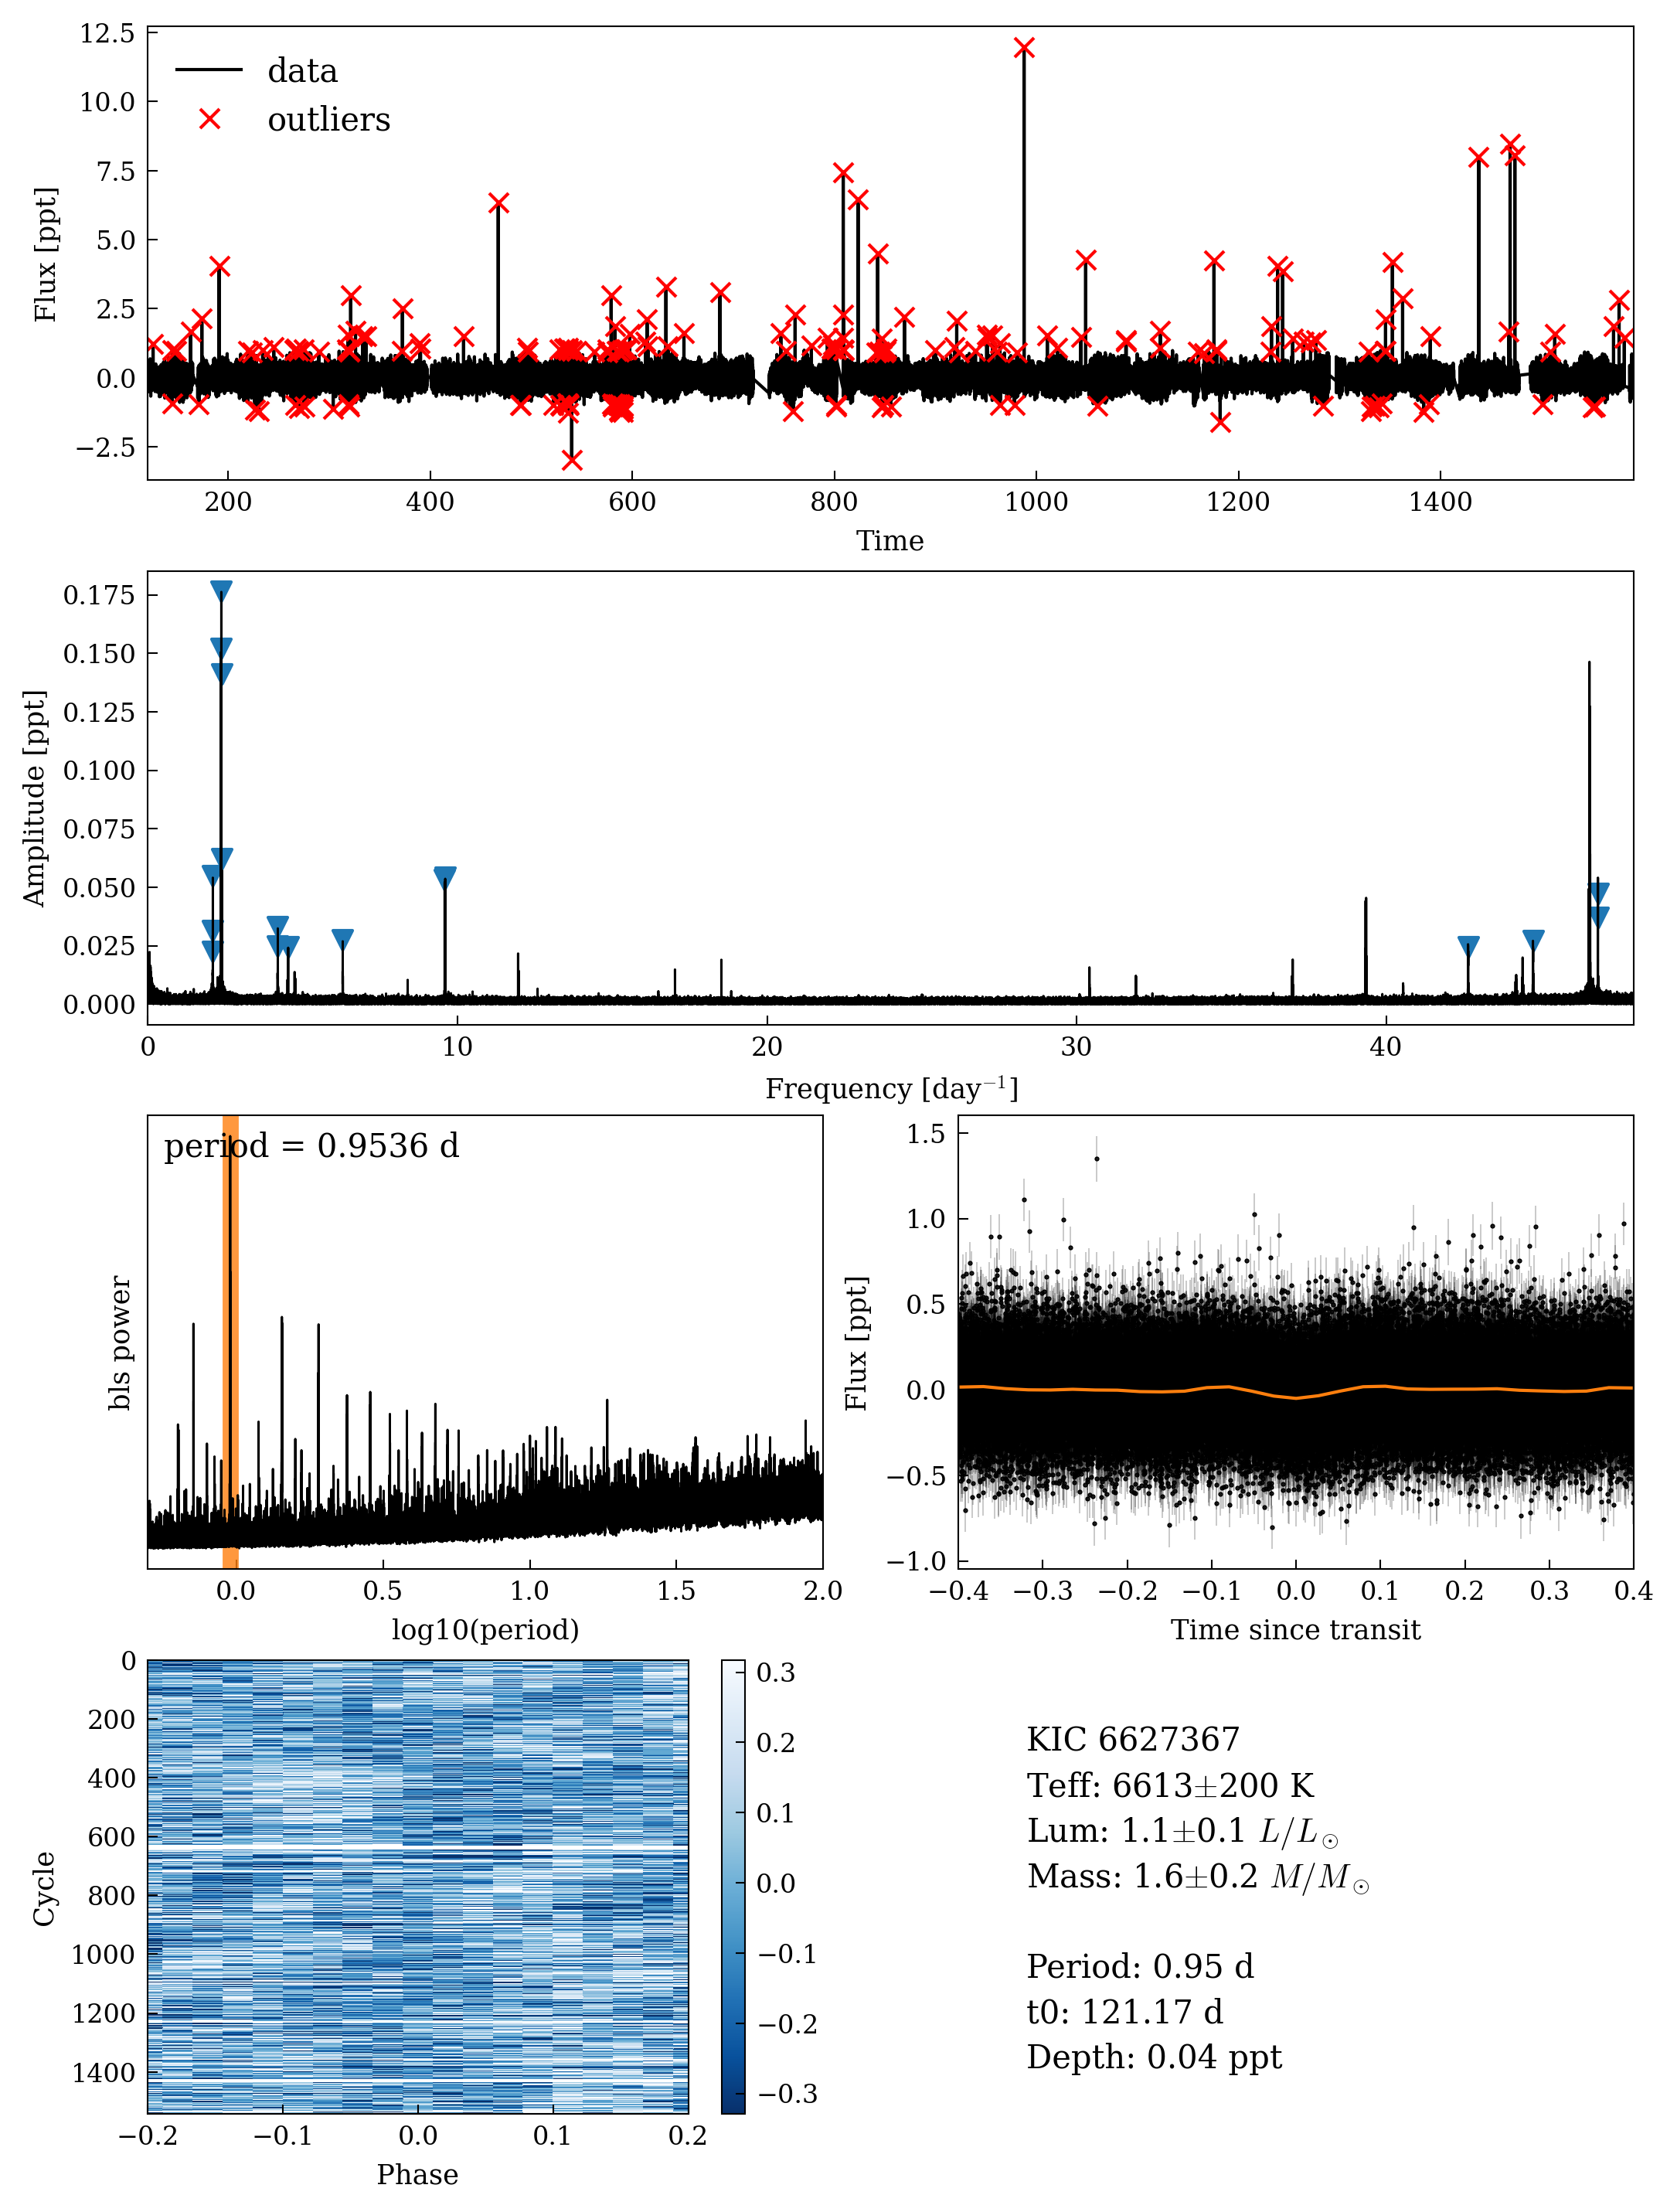 12.5
10.0
7.5
5.0
2.5
0.0
−2.5
Flux [ppt]
data
outliers
200 400 600 800 1000 1200 1400
Time
0.175
0.150
0.125
0.100
0.075
0.050
0.025
0.000
Amplitude [ppt]
0 10 20 30 40
Frequency [day⁻¹]
period = 0.9536 d
bls power
0.0 0.5 1.0 1.5 2.0
log10(period)
1.5
1.0
0.5
0.0
−0.5
−1.0
Flux [ppt]
−0.4 −0.3 −0.2 −0.1 0.0 0.1 0.2 0.3 0.4
Time since transit
0
200
400
600
800
1000
1200
1400
Cycle
−0.2 −0.1 0.0 0.1 0.2
Phase
0.3
0.2
0.1
0.0
−0.1
−0.2
−0.3
KIC 6627367
Teff: 6613±200 K
Lum: 1.1±0.1 L/L☉
Mass: 1.6±0.2 M/M☉
Period: 0.95 d
t0: 121.17 d
Depth: 0.04 ppt